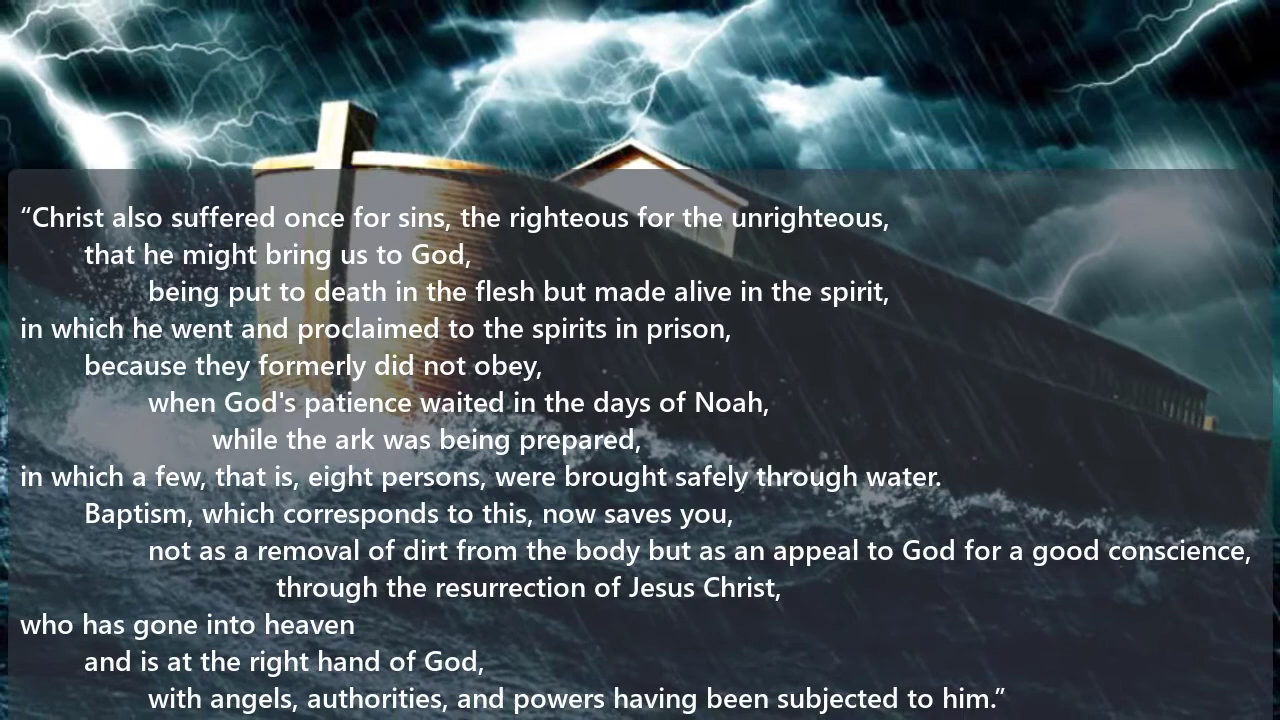 “Christ also suffered once for sins, the righteous for the unrighteous,
that he might bring us to God,
being put to death in the flesh but made alive in the spirit,
in which he went and proclaimed to the spirits in prison,
because they formerly did not obey,
when God's patience waited in the days of Noah,
while the ark was being prepared,
in which a few, that is, eight persons, were brought safely through water.
Baptism, which corresponds to this, now saves you,
not as a removal of dirt from the body but as an appeal to God for a good conscience,
through the resurrection of Jesus Christ,
who has gone into heaven
and is at the right hand of God,
with angels, authorities, and powers having been subjected to him.”